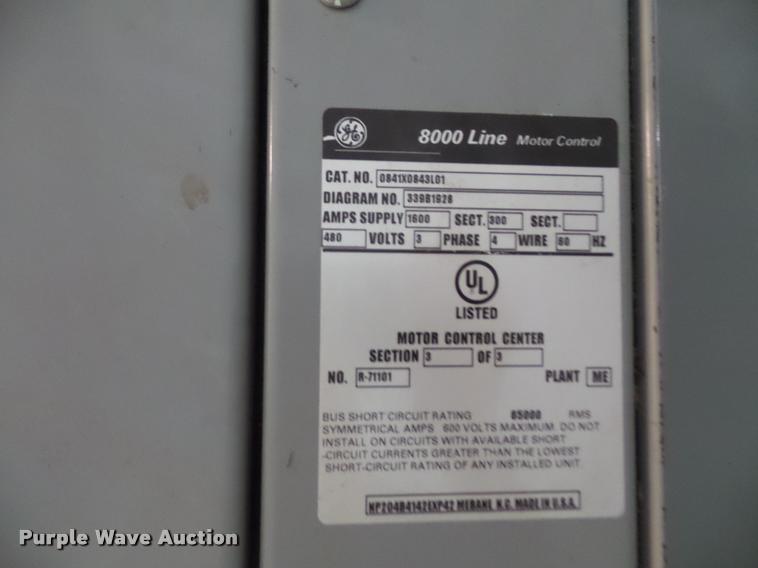 GE
8000 Line Motor Control
CAT. NO. 0841X0843L01
DIAGRAM NO. 339B1928
AMPS SUPPLY 1600 SECT. 300 SECT.
480 VOLTS 3 PHASE 4 WIRE 60 HZ
UL
LISTED
MOTOR CONTROL CENTER
SECTION 3 OF 3
NO. R-71101 PLANT ME
BUS SHORT CIRCUIT RATING 65000 RMS
SYMMETRICAL AMPS 600 VOLTS MAXIMUM. DO NOT
INSTALL ON CIRCUITS WITH AVAILABLE SHORT
-CIRCUIT CURRENTS GREATER THAN THE LOWEST
SHORT-CIRCUIT RATING OF ANY INSTALLED UNIT.
NP204B4142EXP42 MEBANE, N.C. MADE IN U.S.A.
Purple Wave Auction